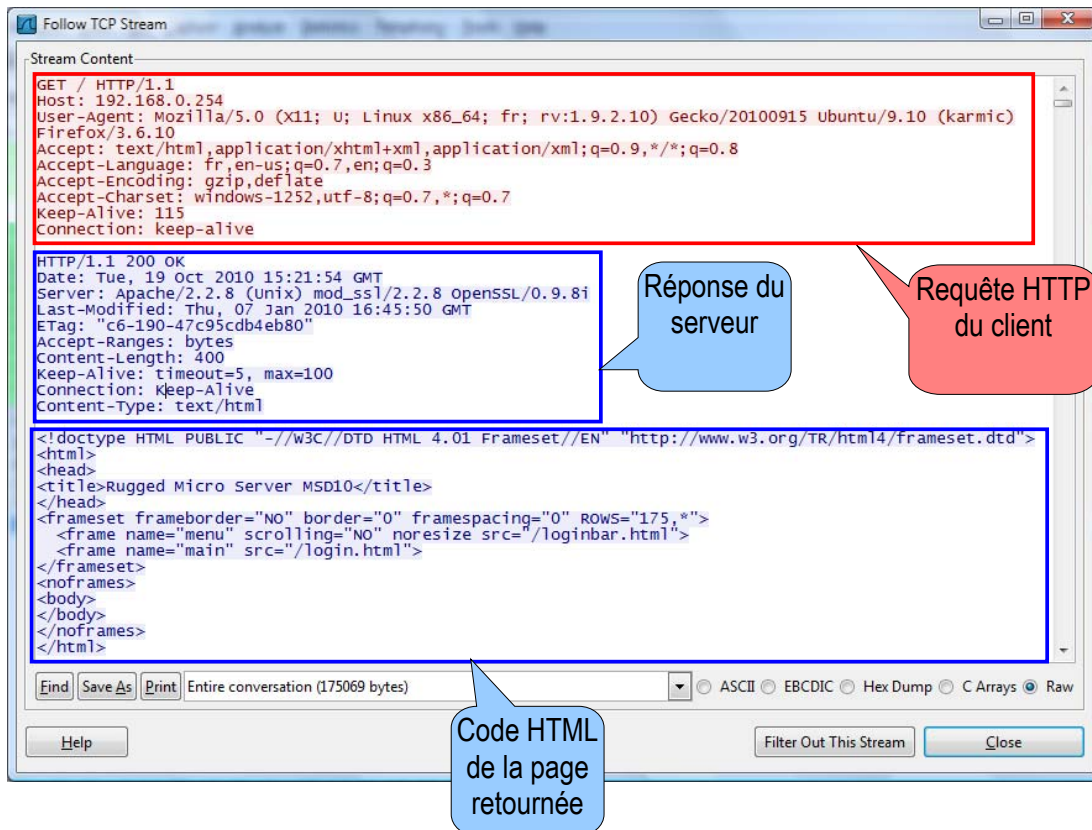 Follow TCP Stream
Stream Content
GET / HTTP/1.1
Host: 192.168.0.254
User-Agent: Mozilla/5.0 (X11; U; Linux x86_64; fr; rv:1.9.2.10) Gecko/20100915 Ubuntu/9.10 (karmic)
Firefox/3.6.10
Accept: text/html,application/xhtml+xml,application/xml;q=0.9,*/*;q=0.8
Accept-Language: fr,en-us;q=0.7,en;q=0.3
Accept-Encoding: gzip,deflate
Accept-Charset: windows-1252,utf-8;q=0.7,*;q=0.7
Keep-Alive: 115
Connection: keep-alive
HTTP/1.1 200 OK
Date: Tue, 19 Oct 2010 15:21:54 GMT
Server: Apache/2.2.8 (Unix) mod_ssl/2.2.8 OpenSSL/0.9.8i
Last-Modified: Thu, 07 Jan 2010 16:45:50 GMT
ETag: "c6-190-47c95cdb4eb80"
Accept-Ranges: bytes
Content-Length: 400
Keep-Alive: timeout=5, max=100
Connection: Keep-Alive
Content-Type: text/html
Réponse du
serveur
Requête HTTP
du client
<!doctype HTML PUBLIC "-//W3C//DTD HTML 4.01 Frameset//EN" "http://www.w3.org/TR/html4/frameset.dtd">
<html>
<head>
<title>Rugged Micro Server MSD10</title>
</head>
<frameset frameborder="NO" border="0" framespacing="0" ROWS="175,*">
<frame name="menu" scrolling="NO" noresize src="/loginbar.html">
<frame name="main" src="/login.html">
</frameset>
<noframes>
<body>
</body>
</noframes>
</html>
Find Save As Print Entire conversation (175069 bytes) ASCII EBCDIC Hex Dump C Arrays Raw
Help Filter Out This Stream Close
Code HTML
de la page
retournée